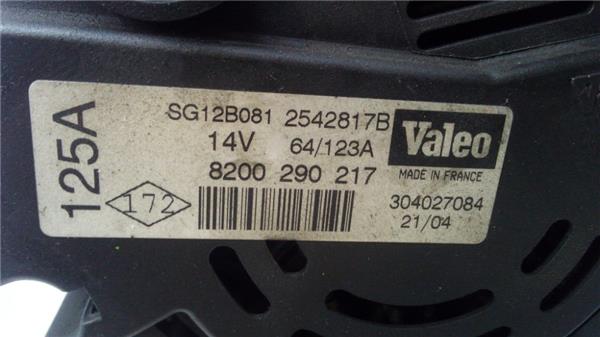 125A
SG12B081 2542817B
14V 64/123A
8200 290 217
172
Valeo
MADE IN FRANCE
304027084
21/04